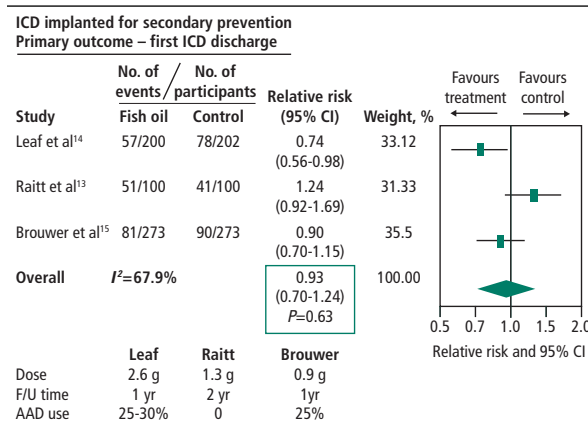 ICD implanted for secondary prevention
Primary outcome – first ICD discharge
No. of events / No. of participants
Relative risk (95% CI)
Favours treatment Favours control
Study Fish oil Control Weight, %
Leaf et al14 57/200 78/202 0.74 33.12
(0.56-0.98)
Raitt et al13 51/100 41/100 1.24 31.33
(0.92-1.69)
Brouwer et al15 81/273 90/273 0.90 35.5
(0.70-1.15)
Overall I²=67.9% 0.93 100.00
(0.70-1.24)
P=0.63
0.5 0.7 1.0 1.5 2.0
Relative risk and 95% CI
Leaf Raitt Brouwer
Dose 2.6 g 1.3 g 0.9 g
F/U time 1 yr 2 yr 1yr
AAD use 25-30% 0 25%